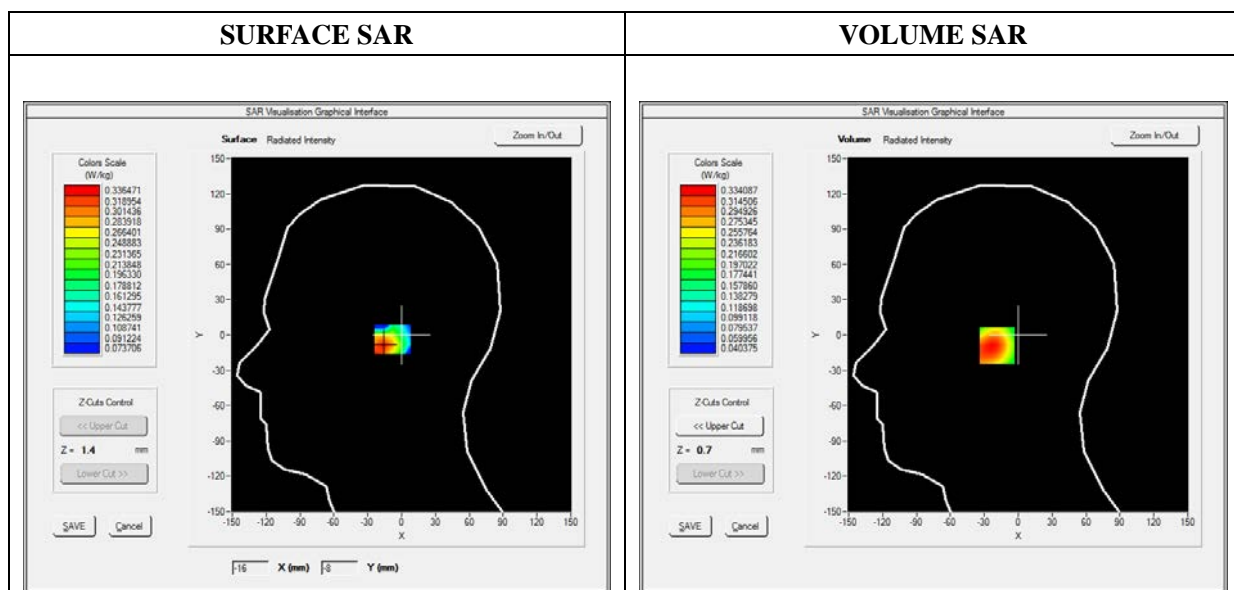 SURFACE SAR
VOLUME SAR
SAR Visualisation Graphical Interface
Surface Radiated Intensity
Zoom In/Out
Colors Scale
(W/kg)
0.336471
0.318954
0.301436
0.283918
0.266401
0.248883
0.231365
0.213848
0.196330
0.178812
0.161295
0.143777
0.126259
0.108741
0.091224
0.073706
Z-Cuts Control
<< Upper Cut
Z = 1.4 mm
Lower Cut >>
SAVE Cancel
150
120
90
60
30
0
-30
-60
-90
-120
-150
Y
-150 -120 -90 -60 -30 0 30 60 90 120 150
X
-16 X (mm) -8 Y (mm)
SAR Visualisation Graphical Interface
Volume Radiated Intensity
Zoom In/Out
Colors Scale
(W/kg)
0.334087
0.314506
0.294926
0.275345
0.255764
0.236183
0.216602
0.197022
0.177441
0.157860
0.138279
0.118698
0.099118
0.079537
0.059956
0.040375
Z-Cuts Control
<< Upper Cut
Z = 0.7 mm
Lower Cut >>
SAVE Cancel
150
120
90
60
30
0
-30
-60
-90
-120
-150
Y
-150 -120 -90 -60 -30 0 30 60 90 120 150
X